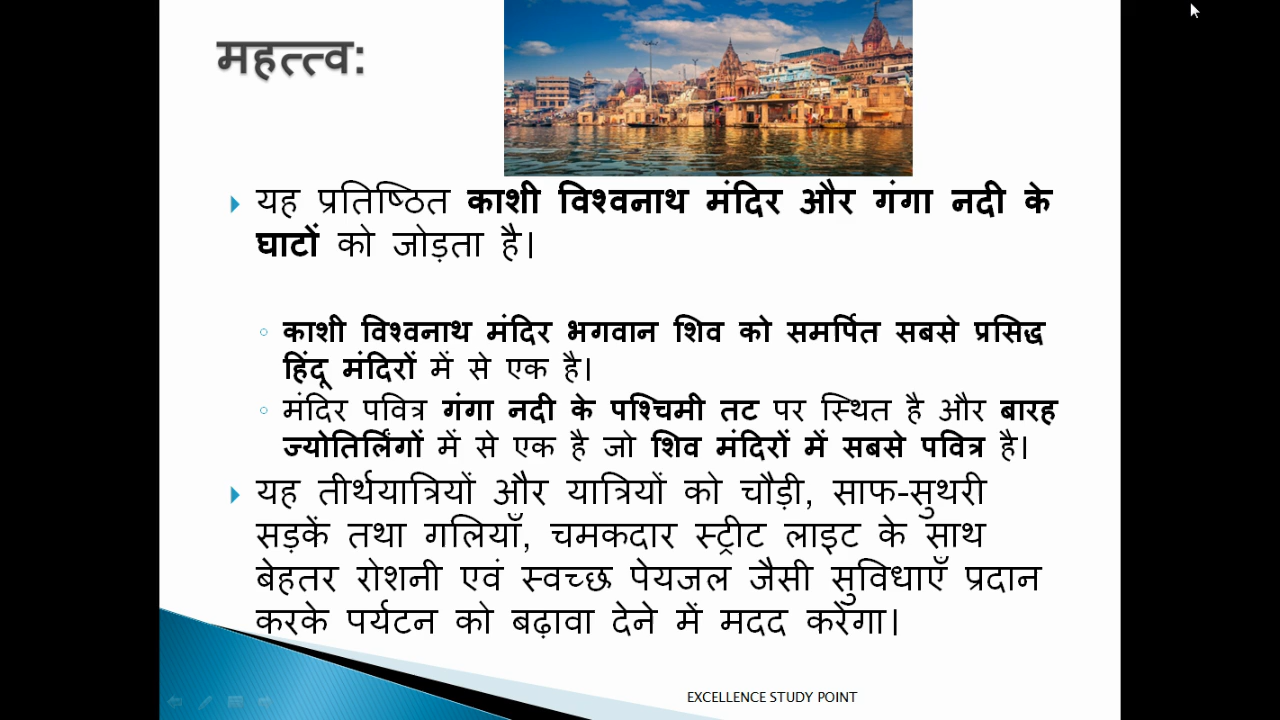 महत्त्व:
यह प्रतिष्ठित काशी विश्वनाथ मंदिर और गंगा नदी के
घाटों को जोड़ता है।
काशी विश्वनाथ मंदिर भगवान शिव को समर्पित सबसे प्रसिद्ध
हिंदू मंदिरों में से एक है।
मंदिर पवित्र गंगा नदी के पश्चिमी तट पर स्थित है और बारह
ज्योतिर्लिंगों में से एक है जो शिव मंदिरों में सबसे पवित्र है।
यह तीर्थयात्रियों और यात्रियों को चौड़ी, साफ-सुथरी
सड़कें तथा गलियाँ, चमकदार स्ट्रीट लाइट के साथ
बेहतर रोशनी एवं स्वच्छ पेयजल जैसी सुविधाएँ प्रदान
करके पर्यटन को बढ़ावा देने में मदद करेगा।
EXCELLENCE STUDY POINT